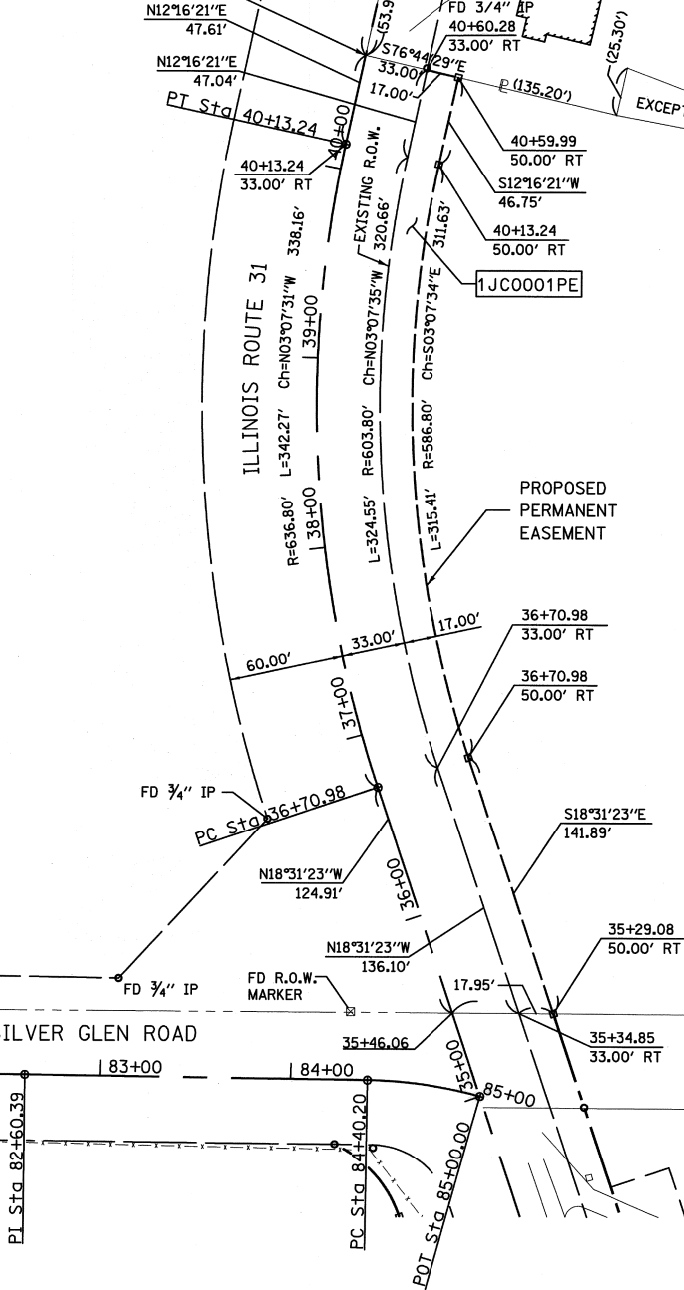 FD 3/4" IP
N12°16'21"E
47.61'
(53.9
40+60.28
33.00' RT
(25.30')
S76°44'29"E
33.00'
17.00'
N12°16'21"E
47.04'
℄ (135.20')
EXCEPT
PT Sta 40+13.24
40+00
40+59.99
50.00' RT
40+13.24
33.00' RT
S12°16'21"W
46.75'
EXISTING R.O.W.
40+13.24
50.00' RT
1JC0001PE
ILLINOIS ROUTE 31
R=636.80' L=342.27' Ch=N03°07'31"W 338.16'
39+00
38+00
L=324.55' R=603.80' Ch=N03°07'35"W 320.66'
L=315.41' R=586.80' Ch=S03°07'34"E 311.63'
PROPOSED
PERMANENT
EASEMENT
60.00'
33.00'
17.00'
36+70.98
33.00' RT
36+70.98
50.00' RT
37+00
FD ¾" IP
PC Sta 36+70.98
S18°31'23"E
141.89'
N18°31'23"W
124.91'
36+00
N18°31'23"W
136.10'
35+29.08
50.00' RT
FD R.O.W.
MARKER
FD ¾" IP
17.95'
ILVER GLEN ROAD
35+46.06
35+34.85
33.00' RT
35+00
83+00
84+00
85+00
PI Sta 82+60.39
PC Sta 84+40.20
POT Sta 85+00.00